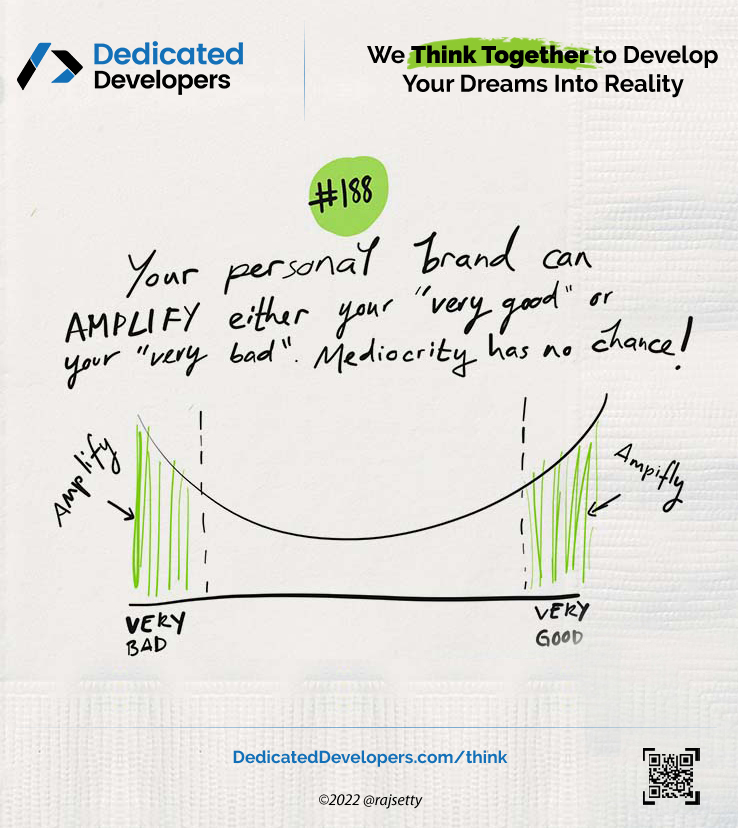 Dedicated
Developers
We Think Together to Develop
Your Dreams Into Reality
#188
Your personal brand can
AMPLIFY either your "very good" or
your "very bad". Mediocrity has no chance!
Amplify
Ampifly
VERY
BAD
VERY
GOOD
DedicatedDevelopers.com/think
©2022 @rajsetty